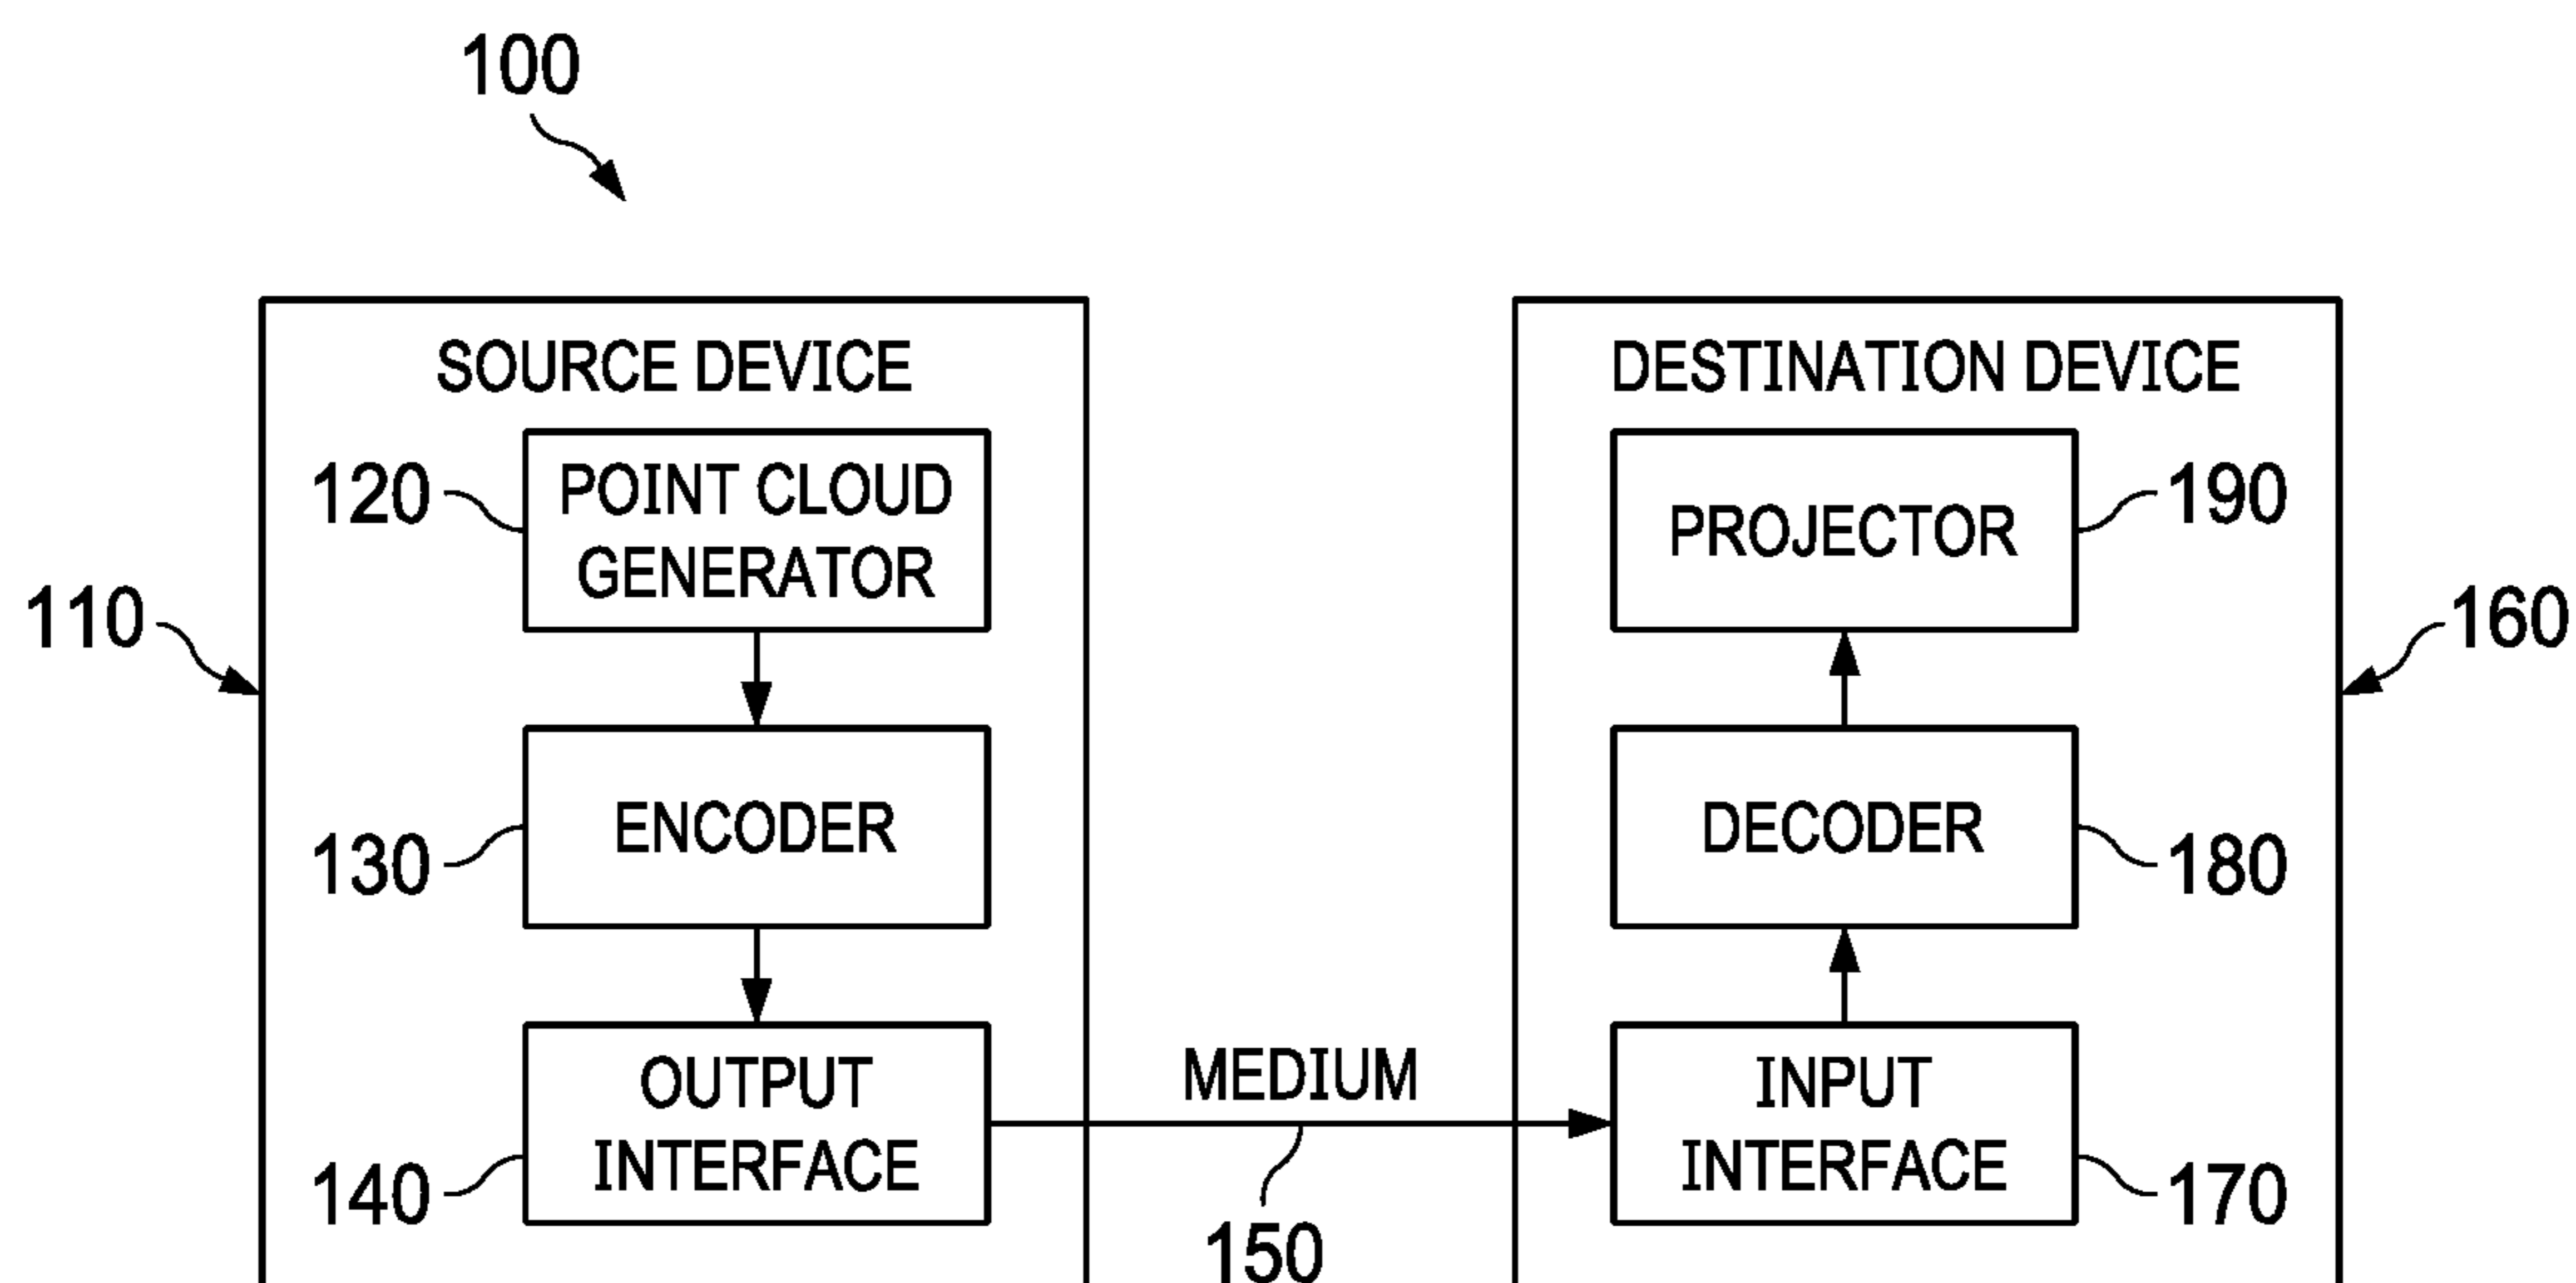 100
SOURCE DEVICE
120
POINT CLOUD
GENERATOR
110
130
ENCODER
140
OUTPUT
INTERFACE
MEDIUM
150
DESTINATION DEVICE
PROJECTOR
190
160
DECODER
180
INPUT
INTERFACE
170